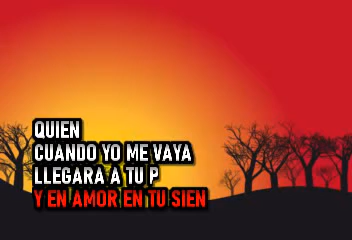 QUIEN
CUANDO YO ME VAYA
LLEGARA A TU P
Y EN AMOR EN TU SIEN